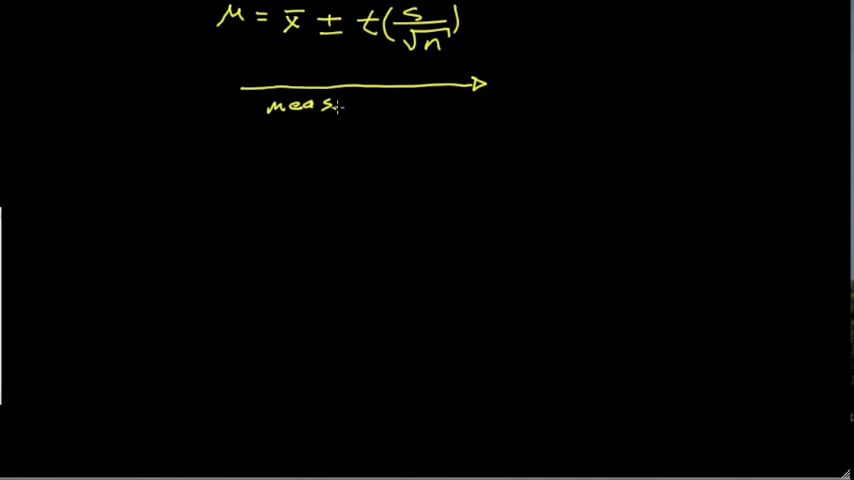 μ = x̄ ± t(s/√n)
meas.